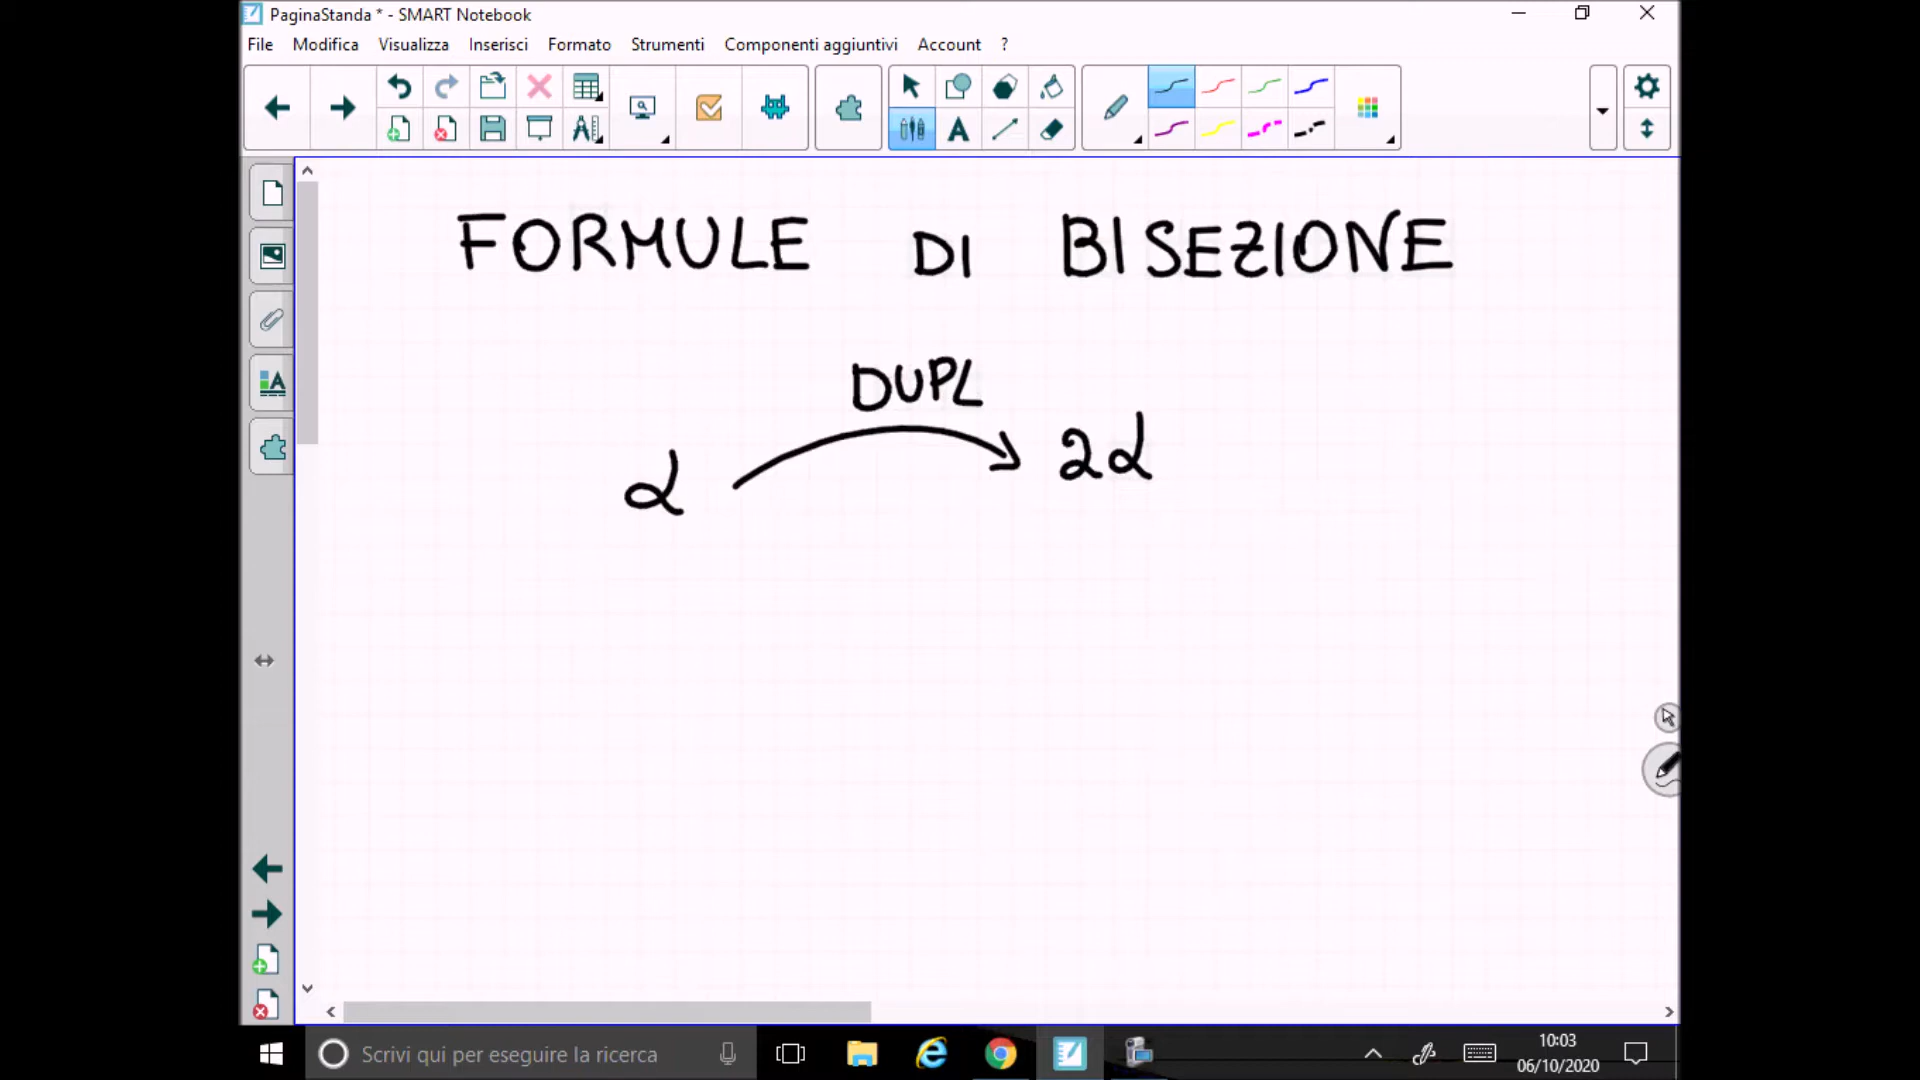 PaginaStanda * - SMART Notebook
File Modifica Visualizza Inserisci Formato Strumenti Componenti aggiuntivi Account ?
FORMULE DI BISEZIONE
DUPL
α 2α
Scrivi qui per eseguire la ricerca
10:03
06/10/2020